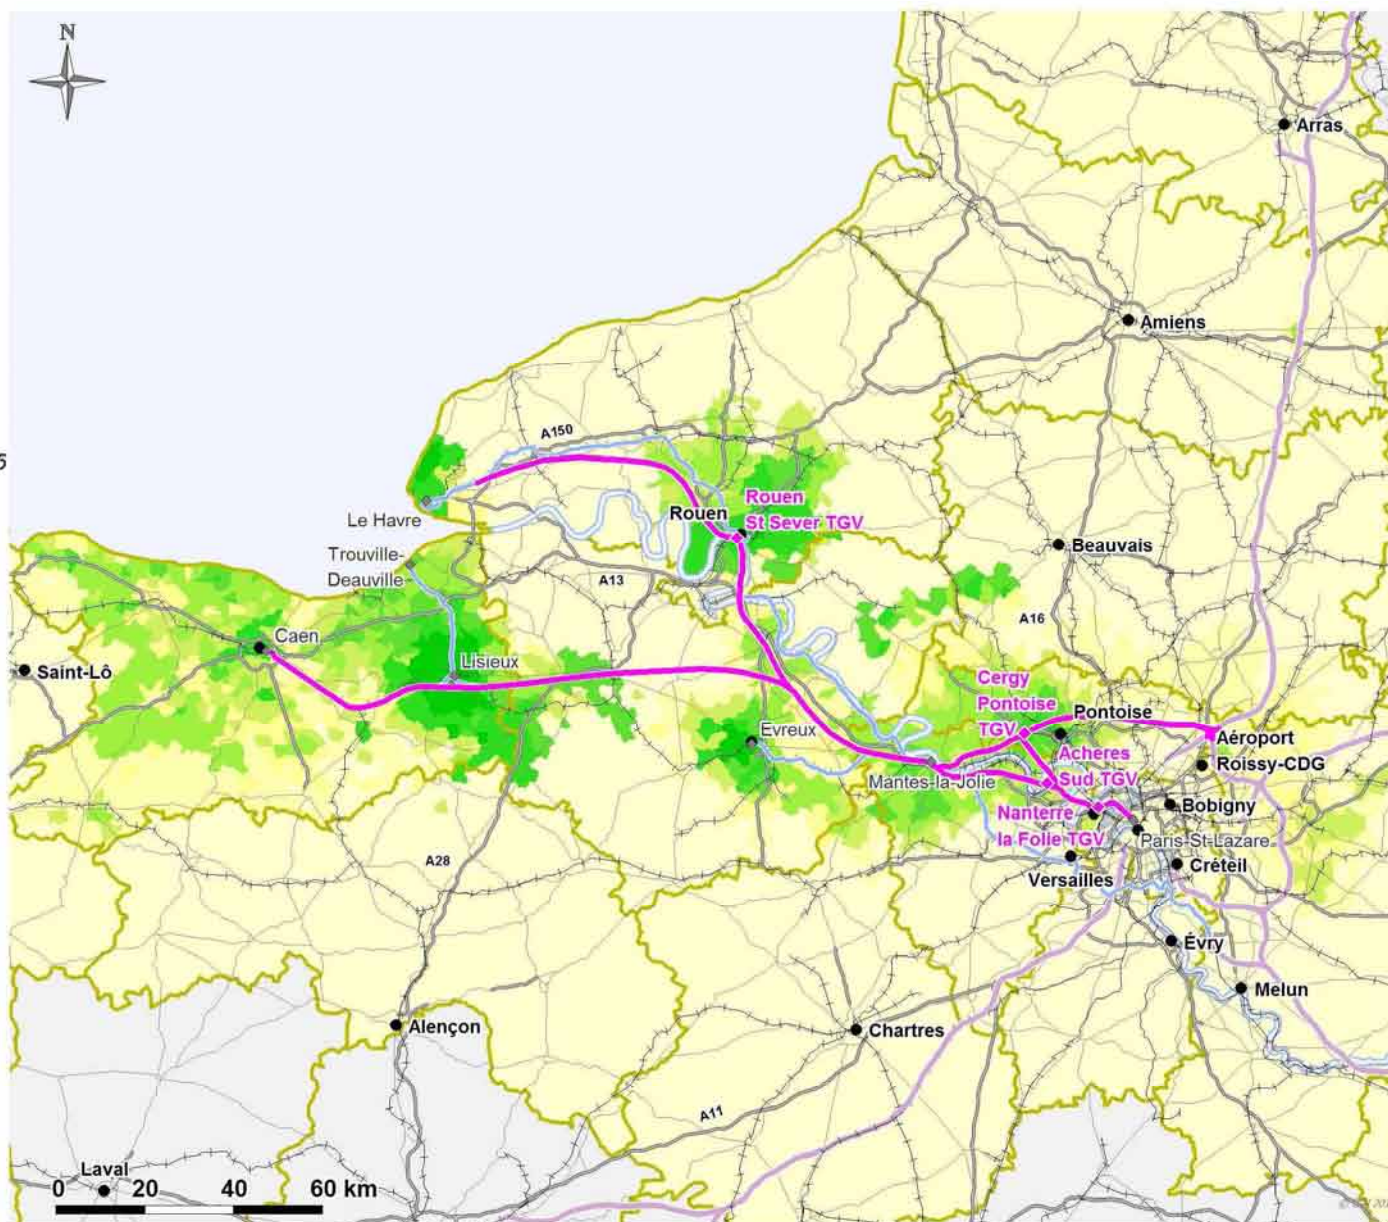 N
Arras
Amiens
A150
6
Le Havre
Rouen
Rouen
St Sever TGV
Trouville-
Deauville
A13
Beauvais
A16
Caen
Saint-Lô
Lisieux
Cergy
Pontoise
TGV
Pontoise
Evreux
Acheres
Sud TGV
Aéroport
Roissy-CDG
Mantes-la-Jolie
Nanterre
la Folie TGV
Bobigny
Paris-St-Lazare
A28
Créteil
Versailles
Évry
Melun
Alençon
Chartres
A11
Laval
0 20 40 60 km